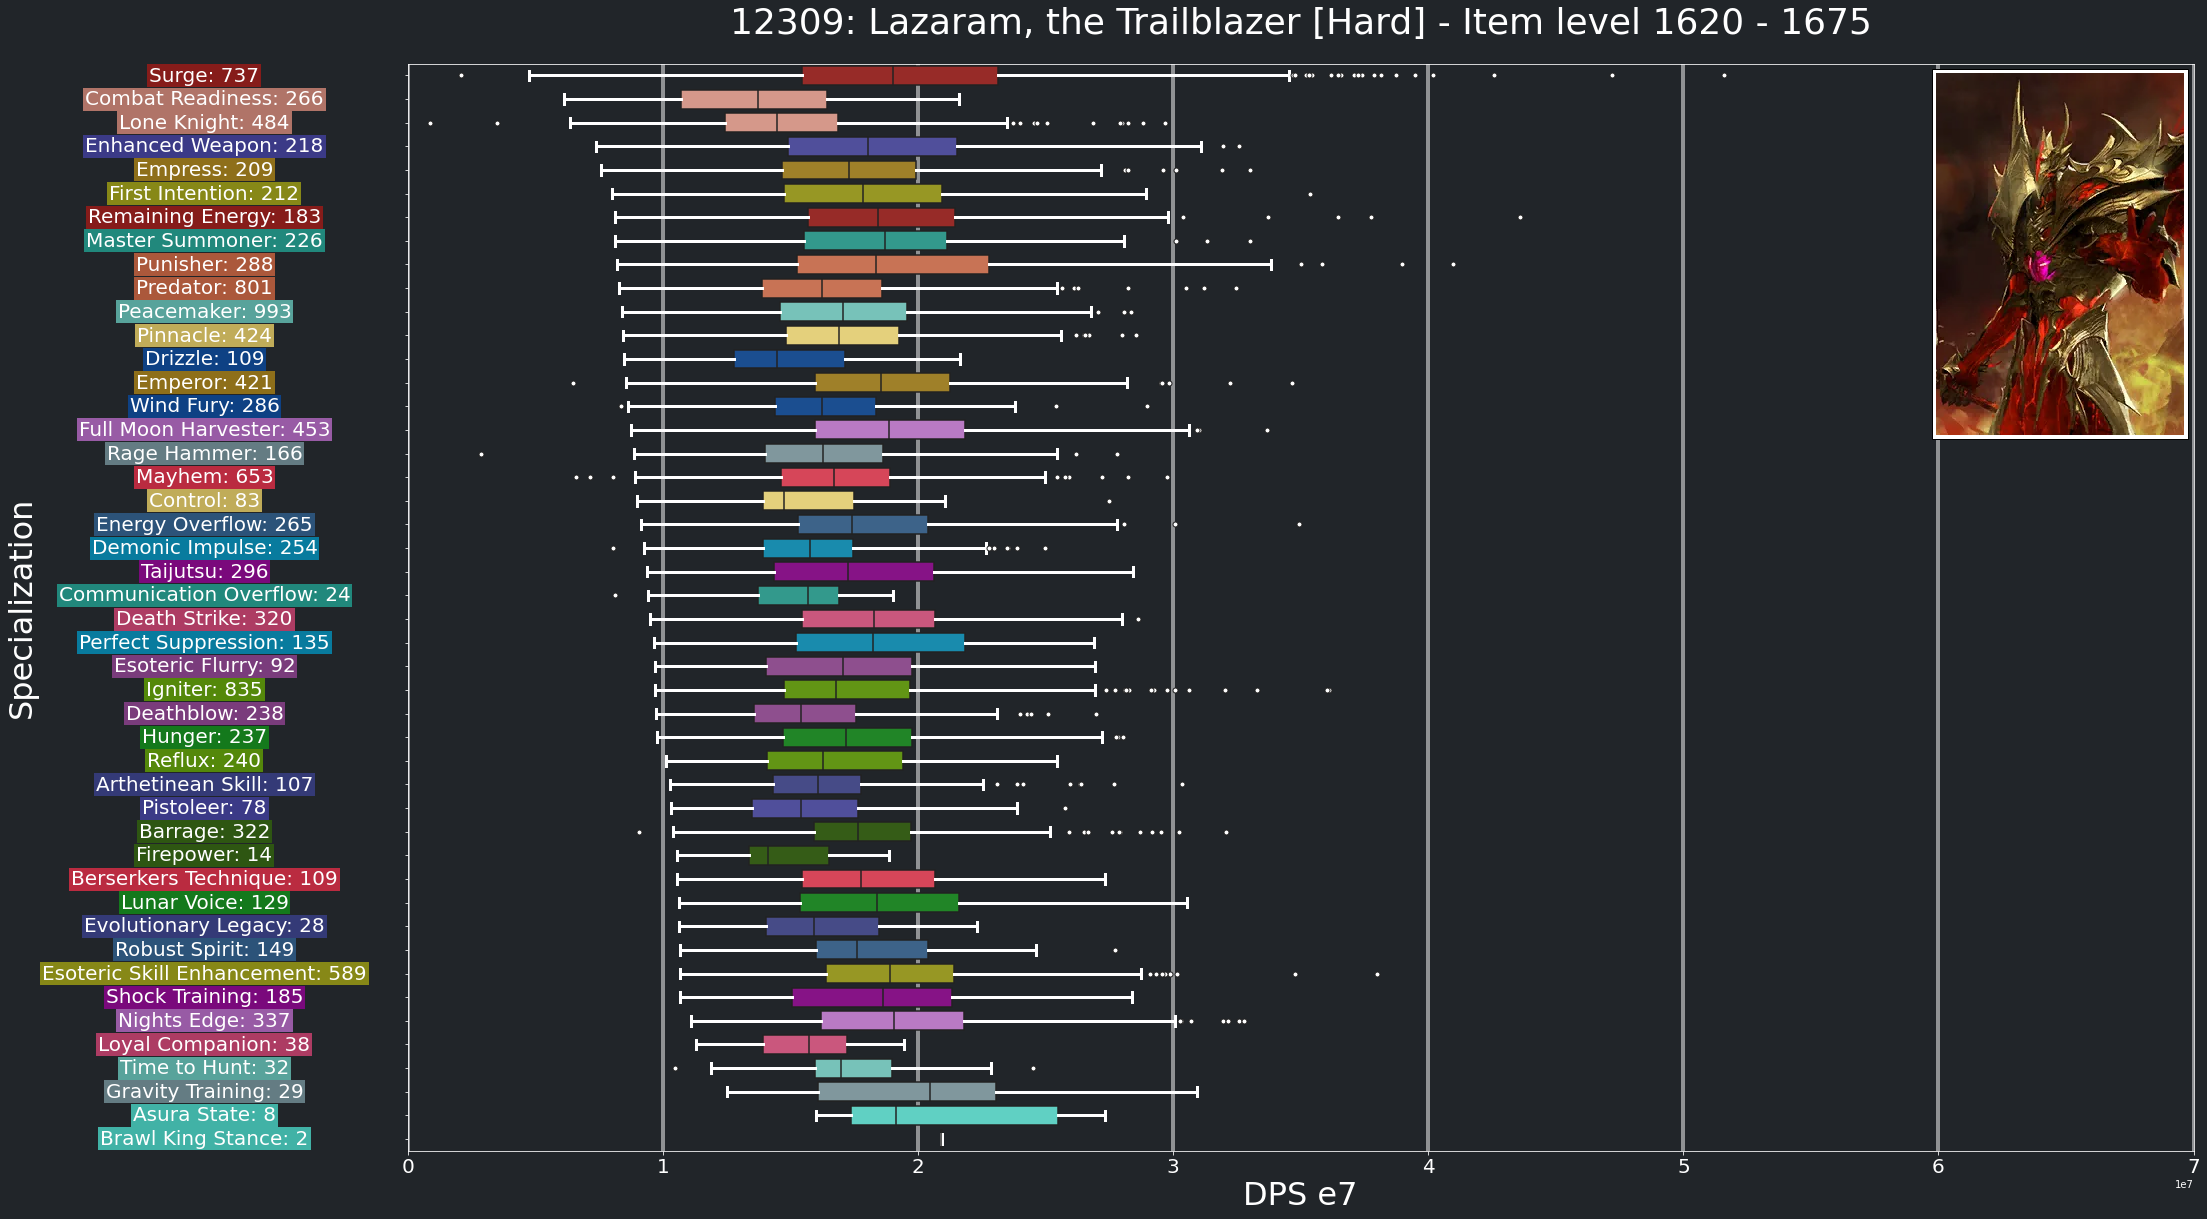 12309: Lazaram, the Trailblazer [Hard] - Item level 1620 - 1675
Specialization
Surge: 737
Combat Readiness: 266
Lone Knight: 484
Enhanced Weapon: 218
Empress: 209
First Intention: 212
Remaining Energy: 183
Master Summoner: 226
Punisher: 288
Predator: 801
Peacemaker: 993
Pinnacle: 424
Drizzle: 109
Emperor: 421
Wind Fury: 286
Full Moon Harvester: 453
Rage Hammer: 166
Mayhem: 653
Control: 83
Energy Overflow: 265
Demonic Impulse: 254
Taijutsu: 296
Communication Overflow: 24
Death Strike: 320
Perfect Suppression: 135
Esoteric Flurry: 92
Igniter: 835
Deathblow: 238
Hunger: 237
Reflux: 240
Arthetinean Skill: 107
Pistoleer: 78
Barrage: 322
Firepower: 14
Berserkers Technique: 109
Lunar Voice: 129
Evolutionary Legacy: 28
Robust Spirit: 149
Esoteric Skill Enhancement: 589
Shock Training: 185
Nights Edge: 337
Loyal Companion: 38
Time to Hunt: 32
Gravity Training: 29
Asura State: 8
Brawl King Stance: 2
0 1 2 3 4 5 6 7
1e7
DPS e7